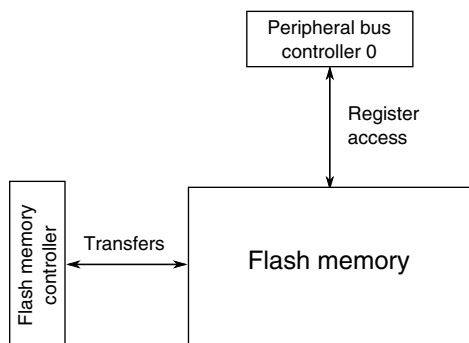 Peripheral bus
controller 0
Register
access
Flash memory
controller
Transfers
Flash memory